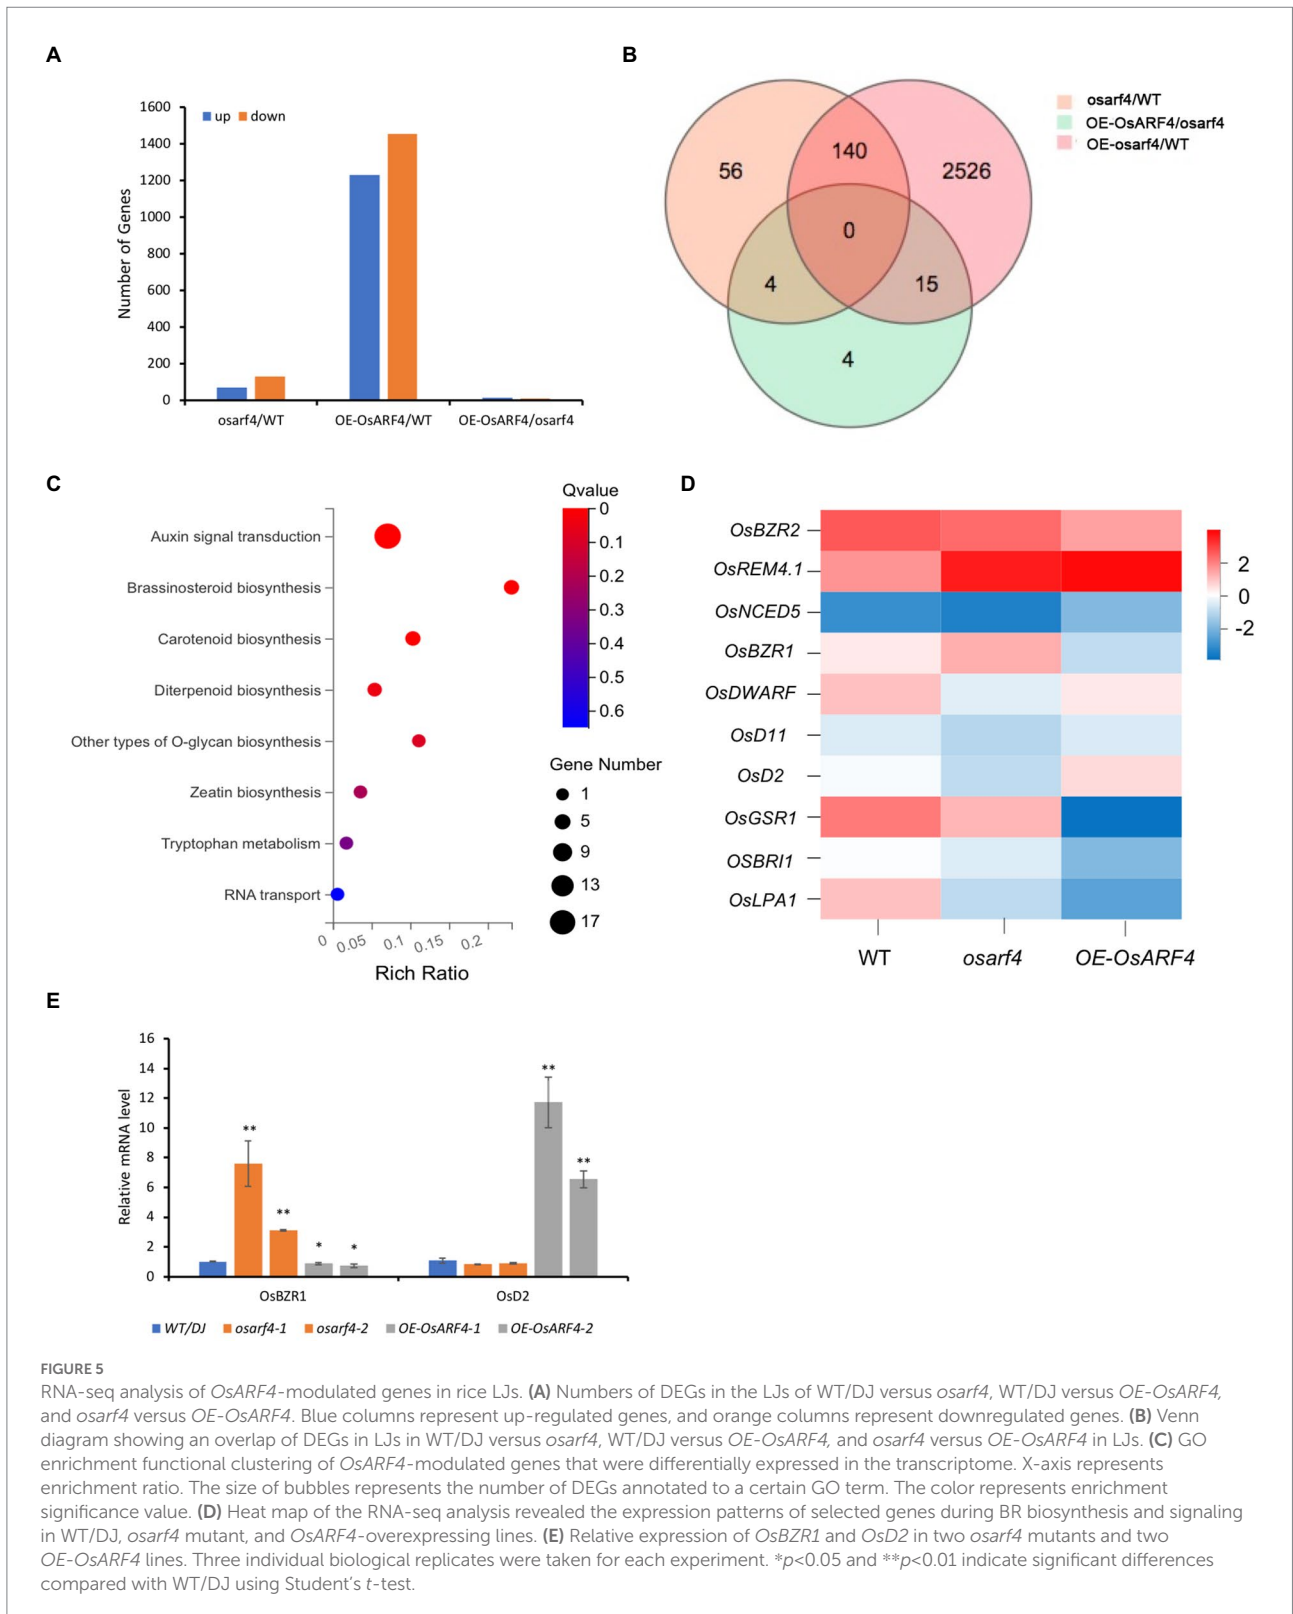 A
1600
1400
1200
1000
800
600
400
200
0
Number of Genes
up down
osarf4/WT OE-OsARF4/WT OE-OsARF4/osarf4
B
56
140
2526
0
4
15
4
osarf4/WT
OE-OsARF4/osarf4
OE-osarf4/WT
C
Auxin signal transduction
Brassinosteroid biosynthesis
Carotenoid biosynthesis
Diterpenoid biosynthesis
Other types of O-glycan biosynthesis
Zeatin biosynthesis
Tryptophan metabolism
RNA transport
0 0.05 0.1 0.15 0.2
Rich Ratio
Qvalue
0
0.1
0.2
0.3
0.4
0.5
0.6
Gene Number
1
5
9
13
17
D
OsBZR2
OsREM4.1
OsNCED5
OsBZR1
OsDWARF
OsD11
OsD2
OsGSR1
OSBRI1
OsLPA1
WT osarf4 OE-OsARF4
2
0
-2
E
16
14
12
10
8
6
4
2
0
Relative mRNA level
**
**
*
*
**
**
OsBZR1 OsD2
WT/DJ osarf4-1 osarf4-2 OE-OsARF4-1 OE-OsARF4-2
FIGURE 5
RNA-seq analysis of OsARF4-modulated genes in rice LJs. (A) Numbers of DEGs in the LJs of WT/DJ versus osarf4, WT/DJ versus OE-OsARF4,
and osarf4 versus OE-OsARF4. Blue columns represent up-regulated genes, and orange columns represent downregulated genes. (B) Venn
diagram showing an overlap of DEGs in LJs in WT/DJ versus osarf4, WT/DJ versus OE-OsARF4, and osarf4 versus OE-OsARF4 in LJs. (C) GO
enrichment functional clustering of OsARF4-modulated genes that were differentially expressed in the transcriptome. X-axis represents
enrichment ratio. The size of bubbles represents the number of DEGs annotated to a certain GO term. The color represents enrichment
significance value. (D) Heat map of the RNA-seq analysis revealed the expression patterns of selected genes during BR biosynthesis and signaling
in WT/DJ, osarf4 mutant, and OsARF4-overexpressing lines. (E) Relative expression of OsBZR1 and OsD2 in two osarf4 mutants and two
OE-OsARF4 lines. Three individual biological replicates were taken for each experiment. *p<0.05 and **p<0.01 indicate significant differences
compared with WT/DJ using Student's t-test.